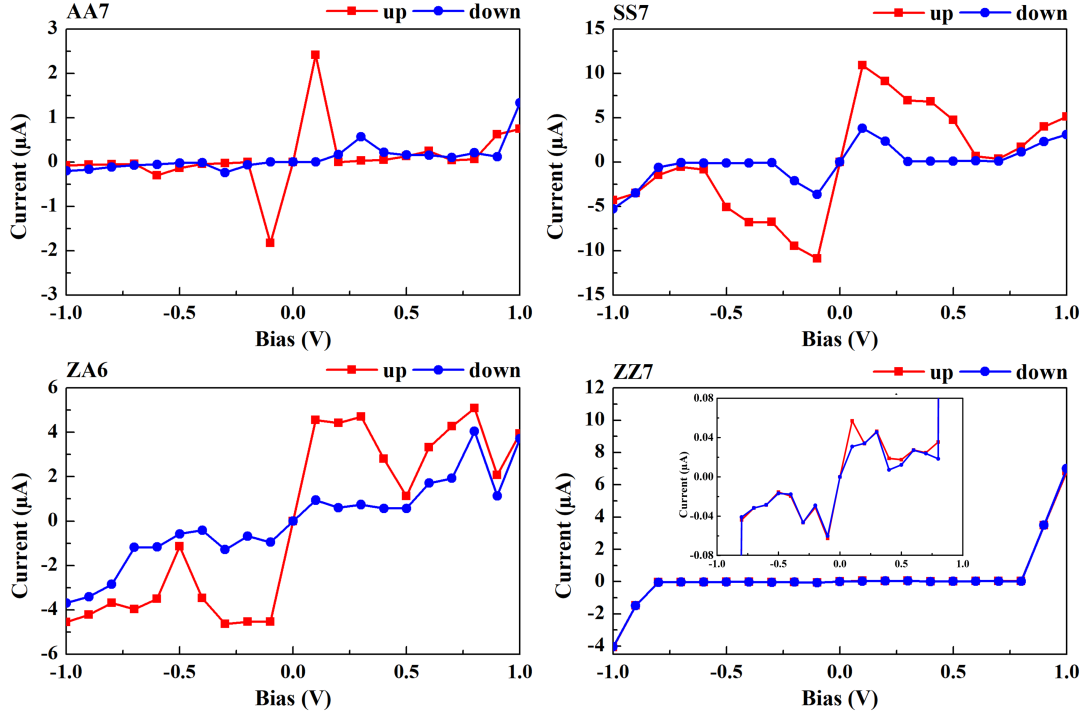 AA7 up down
3
2
1
0
-1
-2
-3
Current (μA)
-1.0 -0.5 0.0 0.5 1.0
Bias (V)
SS7 up down
15
10
5
0
-5
-10
-15
Current (μA)
-1.0 -0.5 0.0 0.5 1.0
Bias (V)
ZA6 up down
6
4
2
0
-2
-4
-6
Current (μA)
-1.0 -0.5 0.0 0.5 1.0
Bias (V)
ZZ7 up down
12
10
8
6
4
2
0
-2
-4
Current (μA)
-1.0 -0.5 0.0 0.5 1.0
Bias (V)
0.08
0.04
0.00
-0.04
-0.08
Current (μA)
-1.0 -0.5 0.0 0.5 1.0